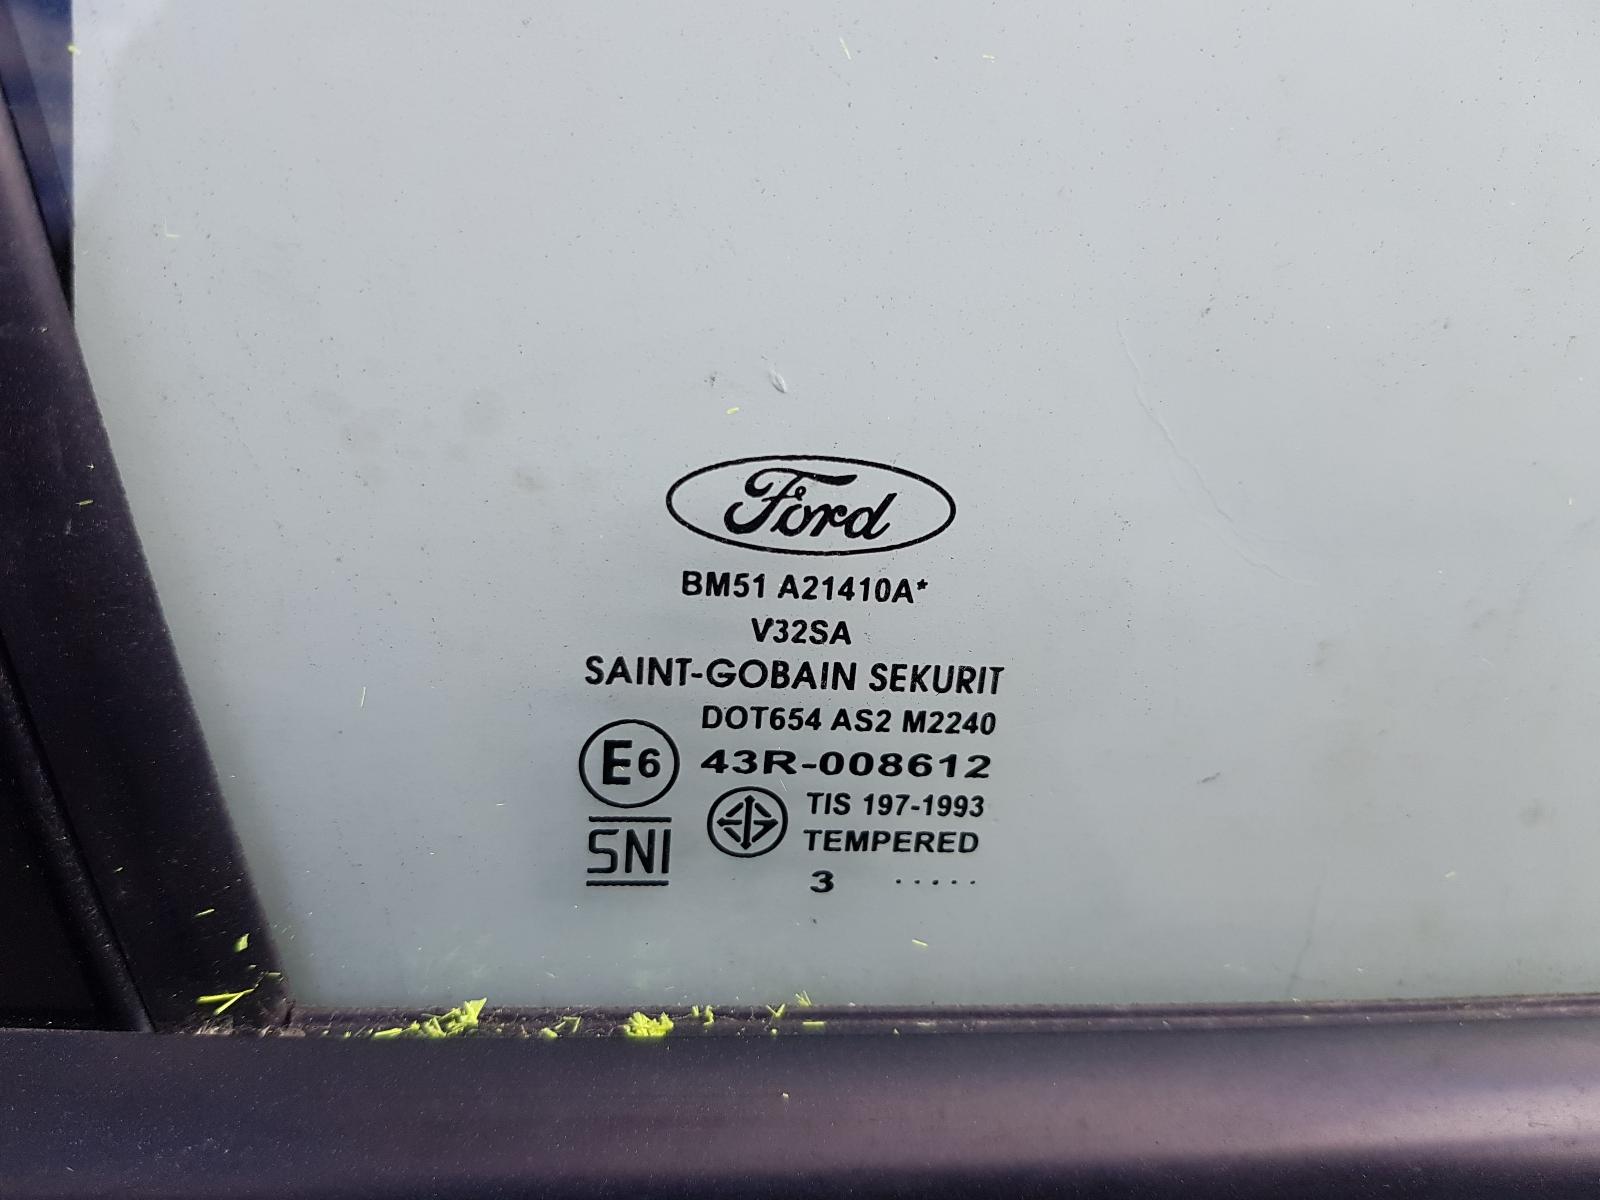 Ford
BM51 A21410A*
V32SA
SAINT-GOBAIN SEKURIT
DOT654 AS2 M2240
E6 43R-008612
TIS 197-1993
SNI TEMPERED
3 .....